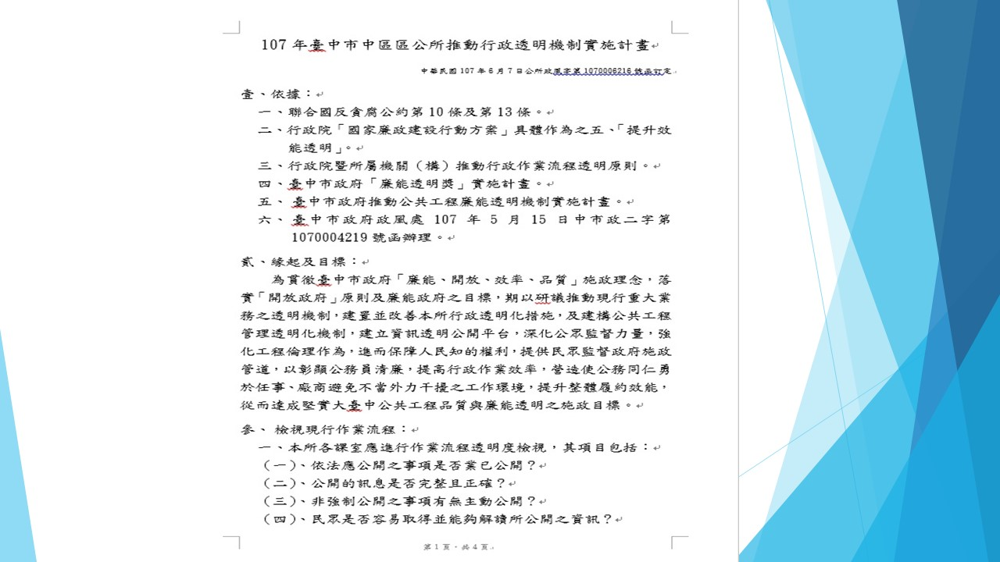 107 年臺中市中區區公所推動行政透明機制實施計畫
中華民國 107 年 6 月 7 日公所政風字第 1070006216 號函訂定
壹、依據：
一、聯合國反貪腐公約第 10 條及第 13 條。
二、行政院「國家廉政建設行動方案」具體作為之五、「提升效
能透明」。
三、行政院暨所屬機關（構）推動行政作業流程透明原則。
四、臺中市政府「廉能透明獎」實施計畫。
五、 臺中市政府推動公共工程廉能透明機制實施計畫。
六、 臺中市政府政風處 107 年 5 月 15 日中市政二字第
1070004219 號函辦理。
貳、緣起及目標：
為貫徹臺中市政府「廉能、開放、效率、品質」施政理念，落
實「開放政府」原則及廉能政府之目標，期以研議推動現行重大業
務之透明機制，建置並改善本所行政透明化措施，及建構公共工程
管理透明化機制，建立資訊透明公開平台，深化公眾監督力量，強
化工程倫理作為，進而保障人民知的權利，提供民眾監督政府施政
管道，以彰顯公務員清廉，提高行政作業效率，營造使公務同仁勇
於任事、廠商避免不當外力干擾之工作環境，提升整體履約效能，
從而達成堅實大臺中公共工程品質與廉能透明之施政目標。
參、 檢視現行作業流程：
一、本所各課室應進行作業流程透明度檢視，其項目包括：
（一）、依法應公開之事項是否業已公開？
（二）、公開的訊息是否完整且正確？
（三）、非強制公開之事項有無主動公開？
（四）、民眾是否容易取得並能夠解讀所公開之資訊？
第 1 頁，共 4 頁